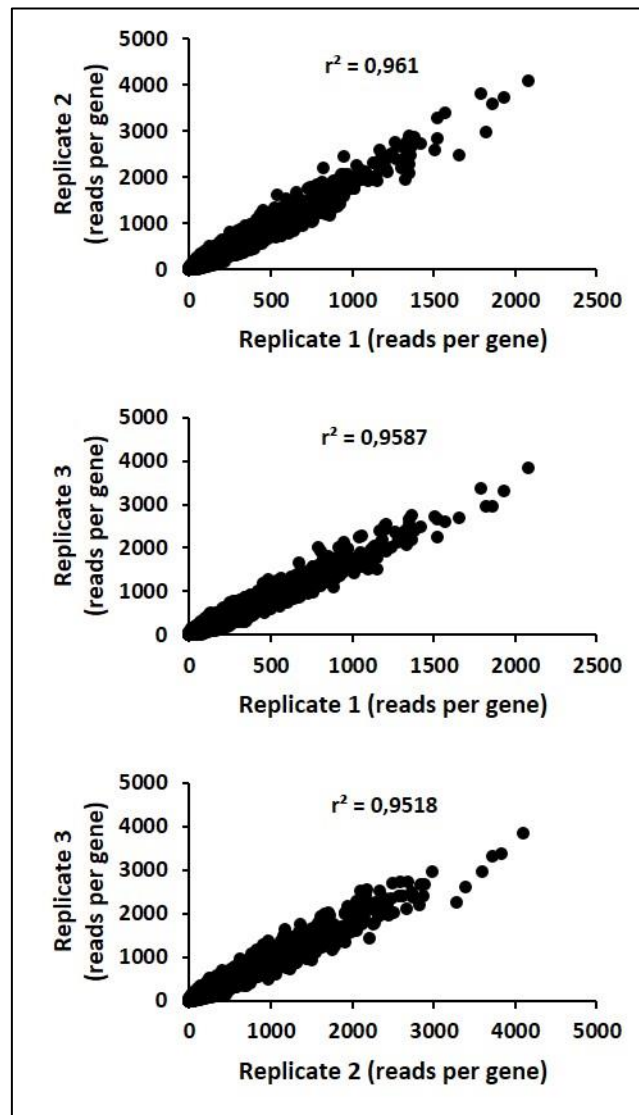 r² = 0,961
Replicate 2
(reads per gene)
5000
4000
3000
2000
1000
0
0 500 1000 1500 2000 2500
Replicate 1 (reads per gene)
r² = 0,9587
Replicate 3
(reads per gene)
5000
4000
3000
2000
1000
0
0 500 1000 1500 2000 2500
Replicate 1 (reads per gene)
r² = 0,9518
Replicate 3
(reads per gene)
5000
4000
3000
2000
1000
0
0 1000 2000 3000 4000 5000
Replicate 2 (reads per gene)